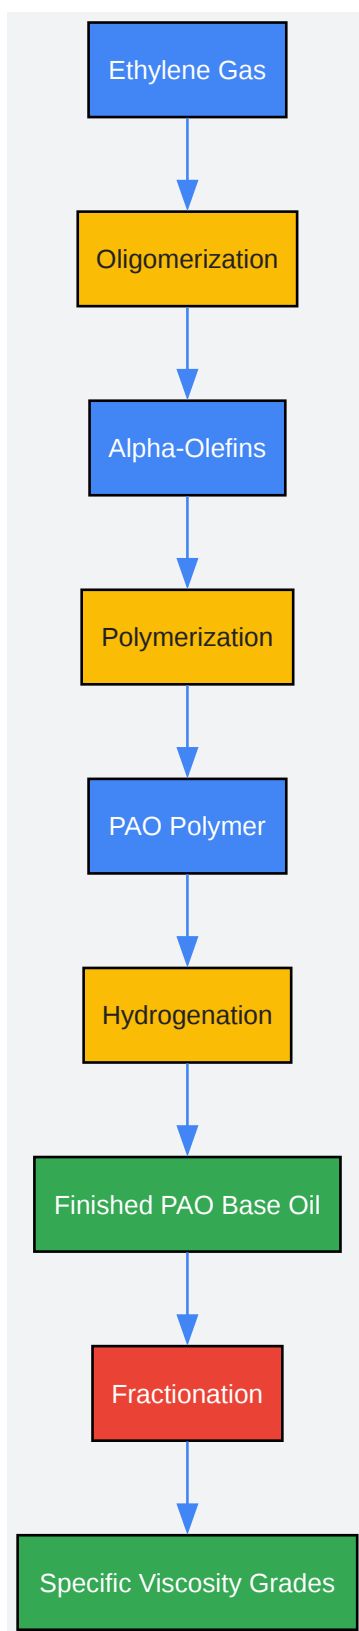 Ethylene Gas
Oligomerization
Alpha-Olefins
Polymerization
PAO Polymer
Hydrogenation
Finished PAO Base Oil
Fractionation
Specific Viscosity Grades